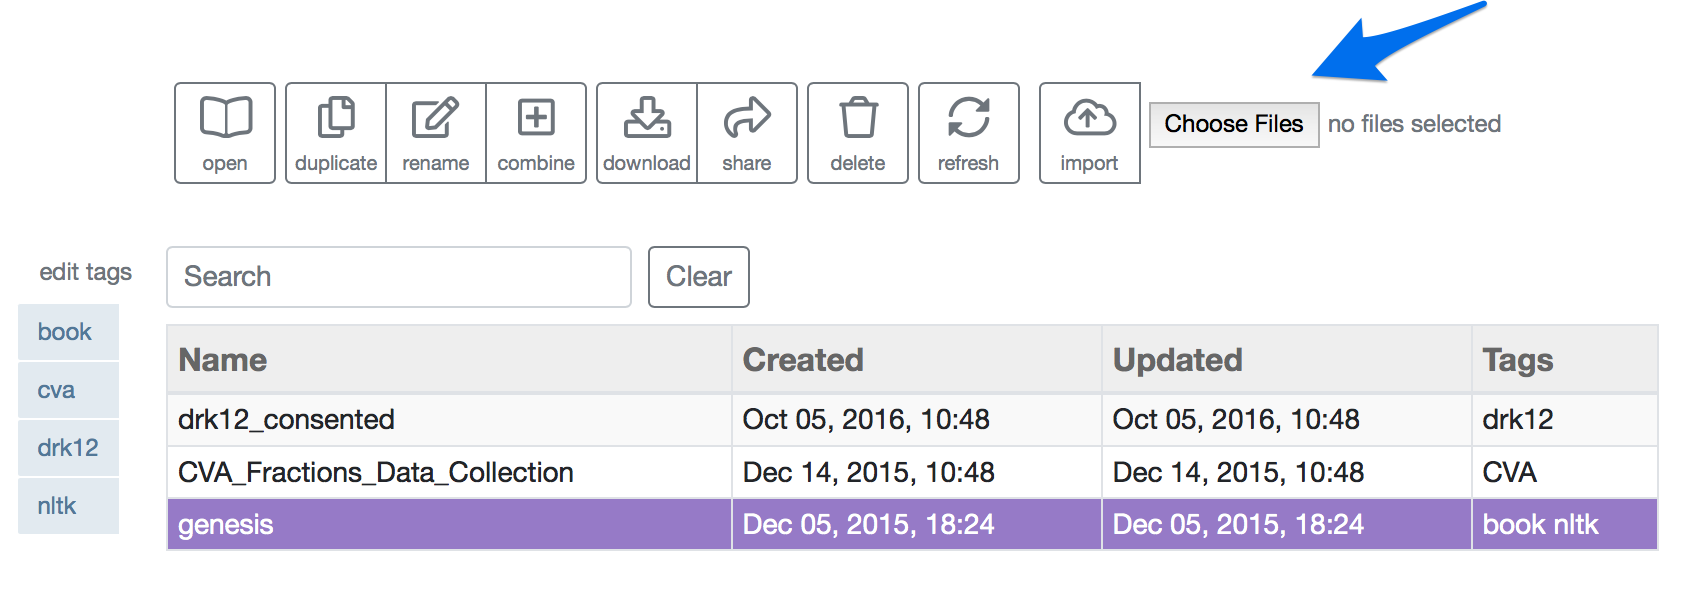 open duplicate rename combine download share delete refresh import Choose Files no files selected
edit tags Search Clear
book
cva
drk12
nltk
Name Created Updated Tags
drk12_consented Oct 05, 2016, 10:48 Oct 05, 2016, 10:48 drk12
CVA_Fractions_Data_Collection Dec 14, 2015, 10:48 Dec 14, 2015, 10:48 CVA
genesis Dec 05, 2015, 18:24 Dec 05, 2015, 18:24 book nltk